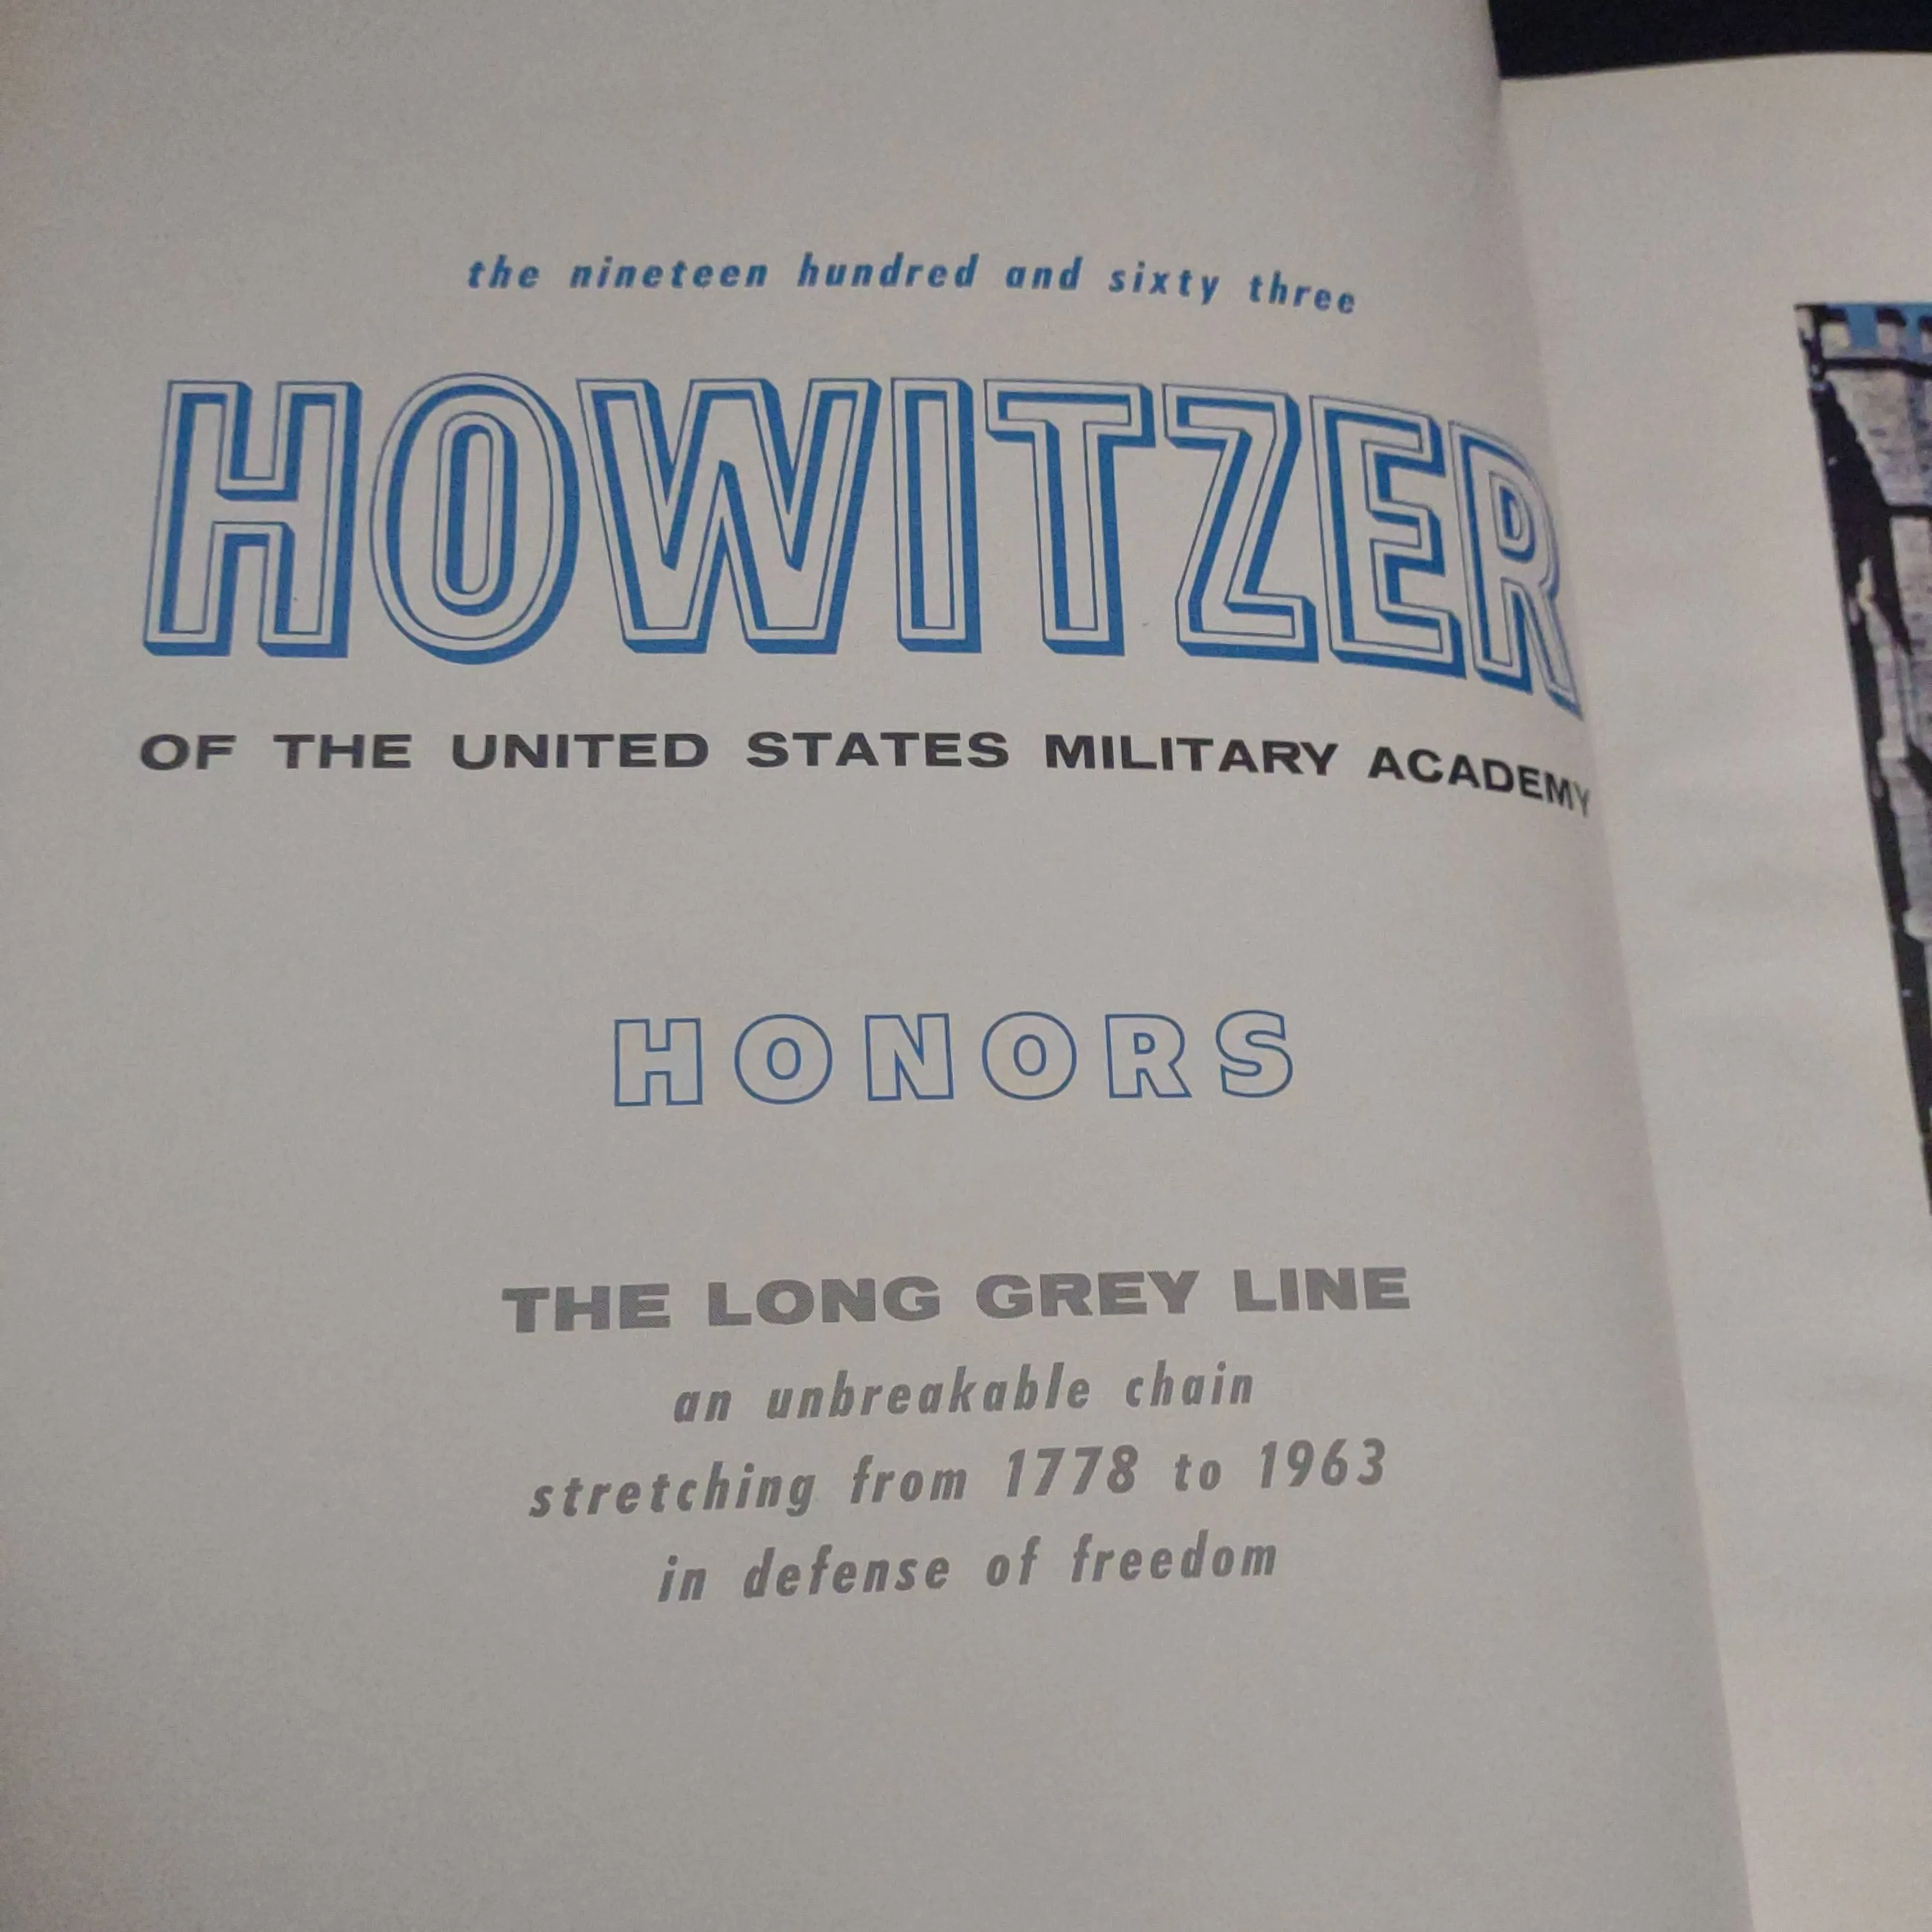 the nineteen hundred and sixty three
HOWITZER
OF THE UNITED STATES MILITARY ACADEMY
HONORS
THE LONG GREY LINE
an unbreakable chain
stretching from 1778 to 1963
in defense of freedom